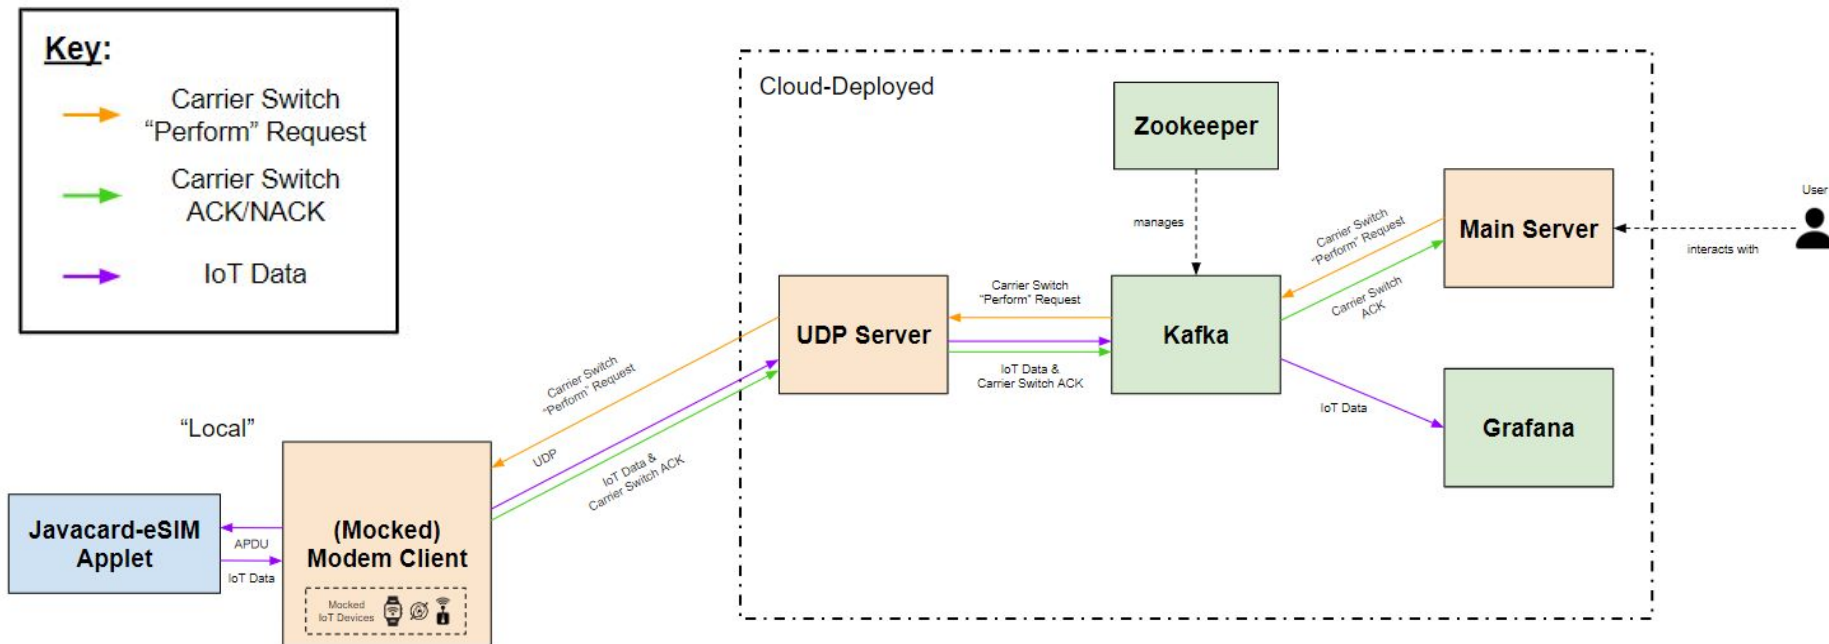 Key:
Carrier Switch
“Perform” Request
Carrier Switch
ACK/NACK
IoT Data
Cloud-Deployed
Zookeeper
manages
Carrier Switch
“Perform” Request
Main Server
User
interacts with
Carrier Switch
ACK
Carrier Switch
“Perform” Request
UDP Server
Kafka
IoT Data &
Carrier Switch ACK
IoT Data
Grafana
Carrier Switch
“Perform” Request
UDP
IoT Data &
Carrier Switch ACK
“Local”
Javacard-eSIM
Applet
APDU
IoT Data
(Mocked)
Modem Client
Mocked
IoT Devices